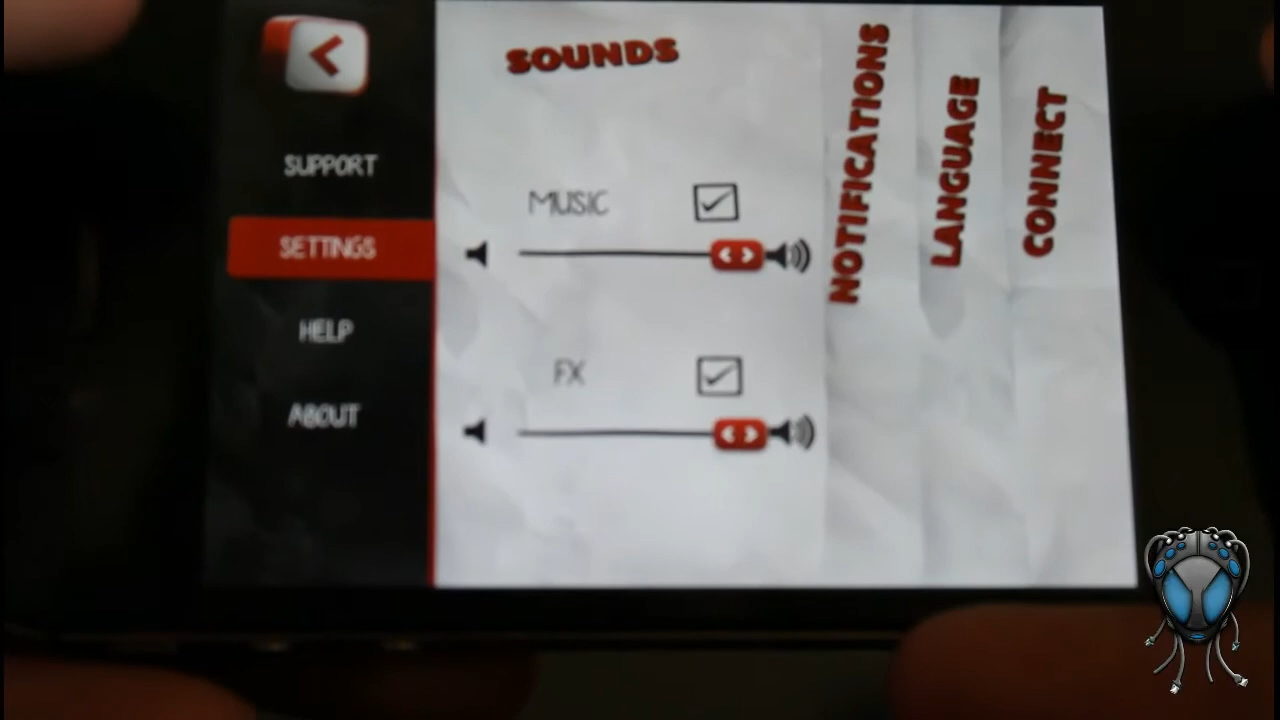 SUPPORT
SETTINGS
HELP
ABOUT
SOUNDS
MUSIC
FX
NOTIFICATIONS
LANGUAGE
CONNECT